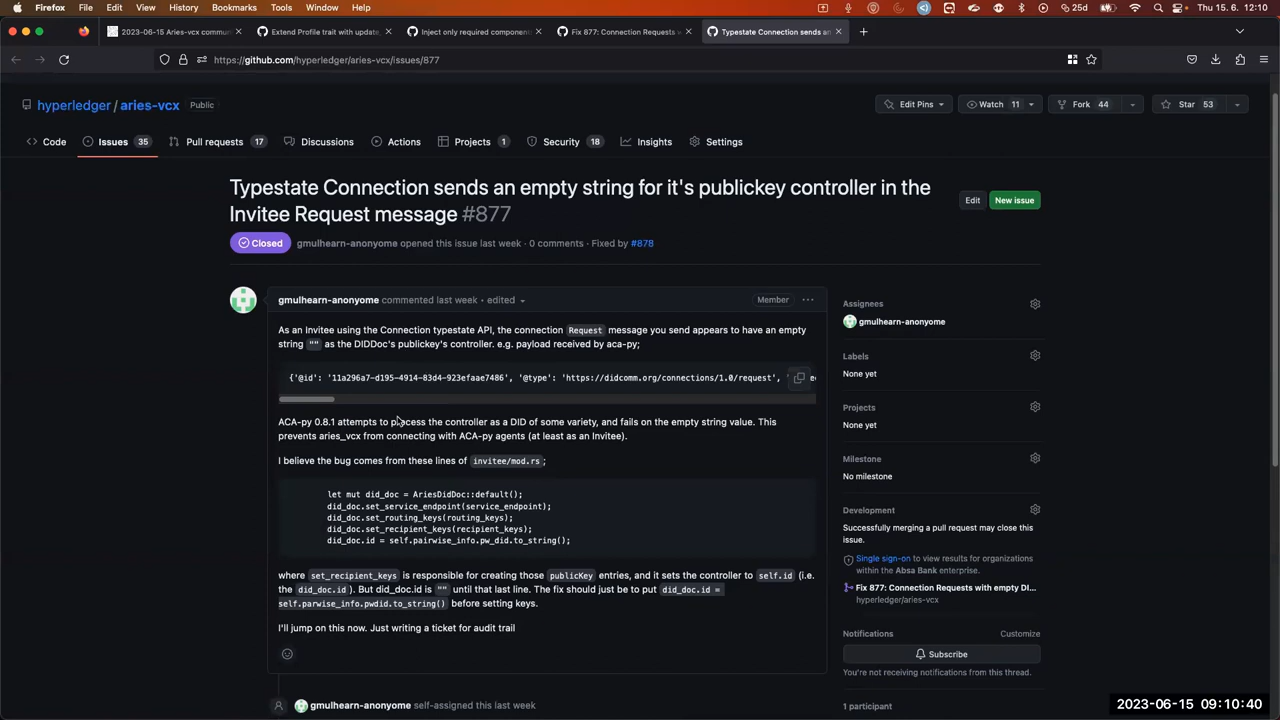 Firefox File Edit View History Bookmarks Tools Window Help 25d Thu 15. 6. 12:10
2023-06-15 Aries-vcx commun
Extend Profile trait with update
Inject only required componen
Fix 877: Connection Requests w
Typestate Connection sends an
https://github.com/hyperledger/aries-vcx/issues/877
hyperledger / aries-vcx Public
Edit Pins Watch 11 Fork 44 Star 53
Code Issues 35 Pull requests 17 Discussions Actions Projects 1 Security 18 Insights Settings
Typestate Connection sends an empty string for it's publickey controller in the
Invitee Request message #877
Edit New issue
Closed gmulhearn-anonyome opened this issue last week · 0 comments · Fixed by #878
gmulhearn-anonyome commented last week • edited Member
As an Invitee using the Connection typestate API, the connection Request message you send appears to have an empty
string "" as the DIDDoc's publickey's controller. e.g. payload received by aca-py;
{'@id': '11a296a7-d195-4914-83d4-923efaae7486', '@type': 'https://didcomm.org/connections/1.0/request',
ACA-py 0.8.1 attempts to process the controller as a DID of some variety, and fails on the empty string value. This
prevents aries_vcx from connecting with ACA-py agents (at least as an Invitee).
I believe the bug comes from these lines of invitee/mod.rs;
let mut did_doc = AriesDidDoc::default();
did_doc.set_service_endpoint(service_endpoint);
did_doc.set_routing_keys(routing_keys);
did_doc.set_recipient_keys(recipient_keys);
did_doc.id = self.pairwise_info.pw_did.to_string();
where set_recipient_keys is responsible for creating those publicKey entries, and it sets the controller to self.id (i.e.
the did_doc.id ). But did_doc.id is "" until that last line. The fix should just be to put did_doc.id =
self.parwise_info.pwdid.to_string() before setting keys.
I'll jump on this now. Just writing a ticket for audit trail
gmulhearn-anonyome self-assigned this last week
Assignees
gmulhearn-anonyome
Labels
None yet
Projects
None yet
Milestone
No milestone
Development
Successfully merging a pull request may close this
issue.
Single sign-on to view results for organizations
within the Absa Bank enterprise.
Fix 877: Connection Requests with empty DI...
hyperledger/aries-vcx
Notifications Customize
Subscribe
You're not receiving notifications from this thread.
1 participant
2023-06-15 09:10:40